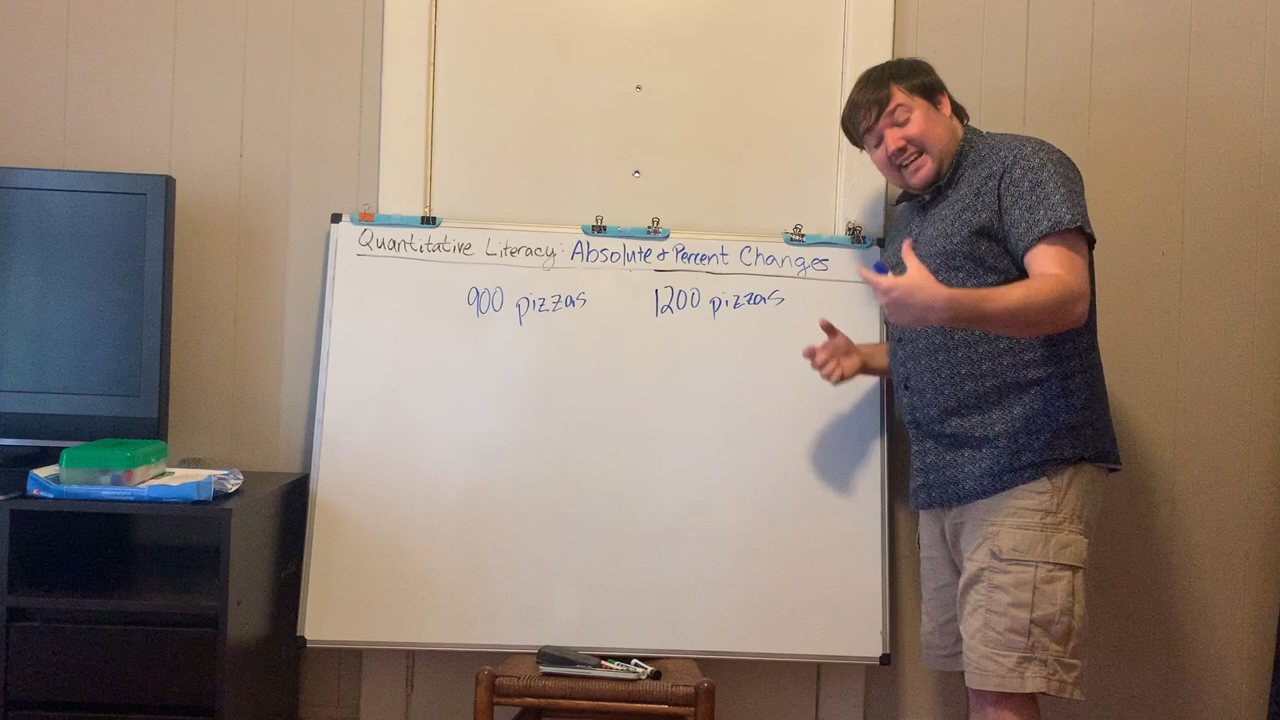 Quantitative Literacy: Absolute & Percent Changes
900 pizzas 1200 pizzas